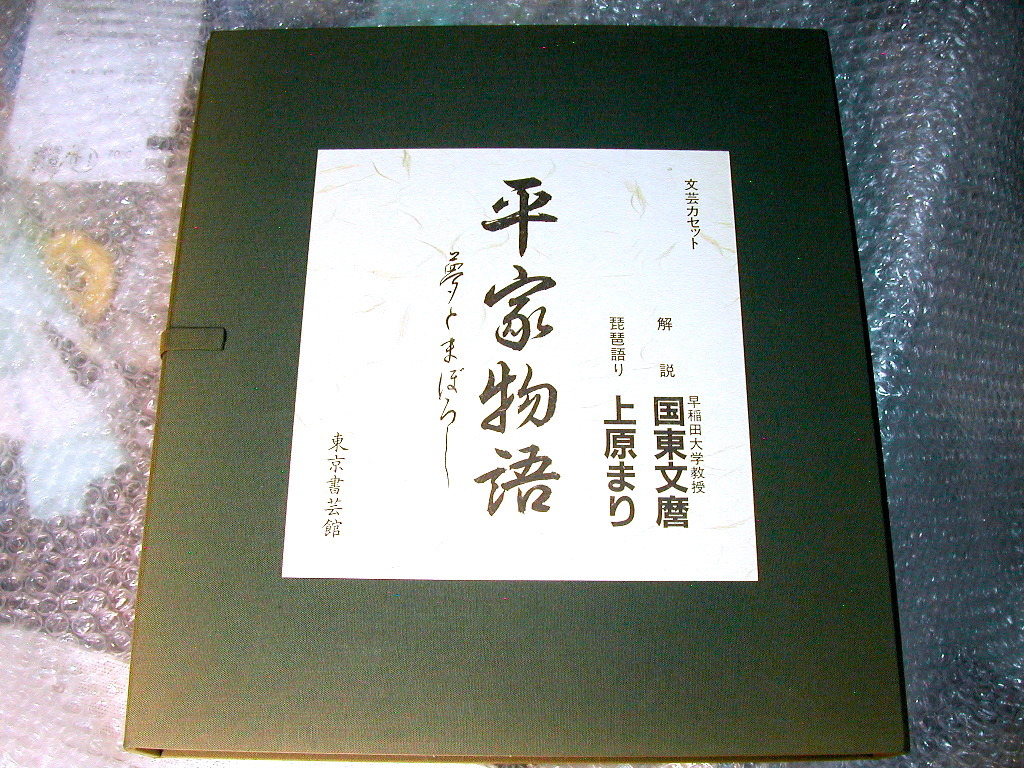 文芸カセット
解説 早稲田大学教授
国東文麿
琵琶語り 上原まり
平家物語
夢とまぼろし
東京書芸館